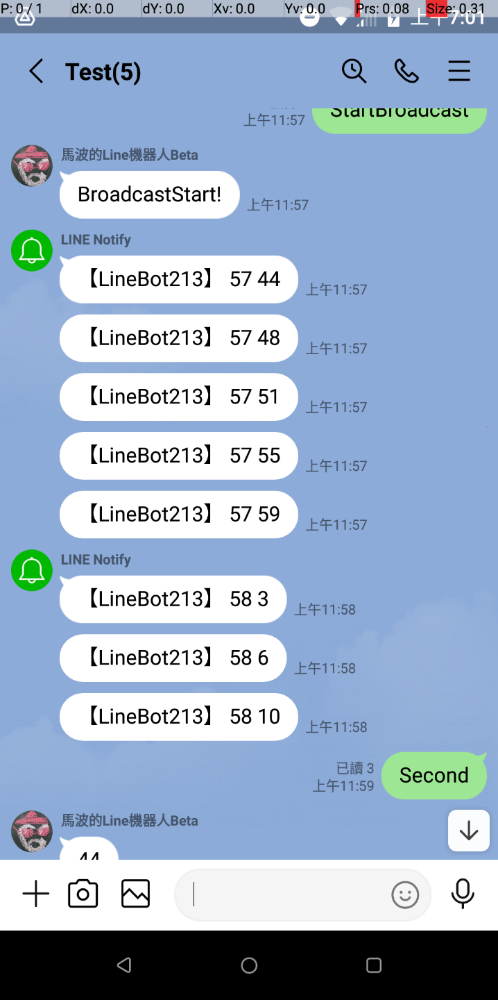 P: 0 / 1 dX: 0.0 dY: 0.0 Xv: 0.0 Yv: 0.0 Prs: 0.08 Size: 0.31
上午7:01
Test(5)
StartBroadcast
上午11:57
馬波的Line機器人Beta
BroadcastStart!
上午11:57
LINE Notify
【LineBot213】 57 44
上午11:57
【LineBot213】 57 48
上午11:57
【LineBot213】 57 51
上午11:57
【LineBot213】 57 55
上午11:57
【LineBot213】 57 59
上午11:57
LINE Notify
【LineBot213】 58 3
上午11:58
【LineBot213】 58 6
上午11:58
【LineBot213】 58 10
上午11:58
已讀 3
上午11:59
Second
馬波的Line機器人Beta
44